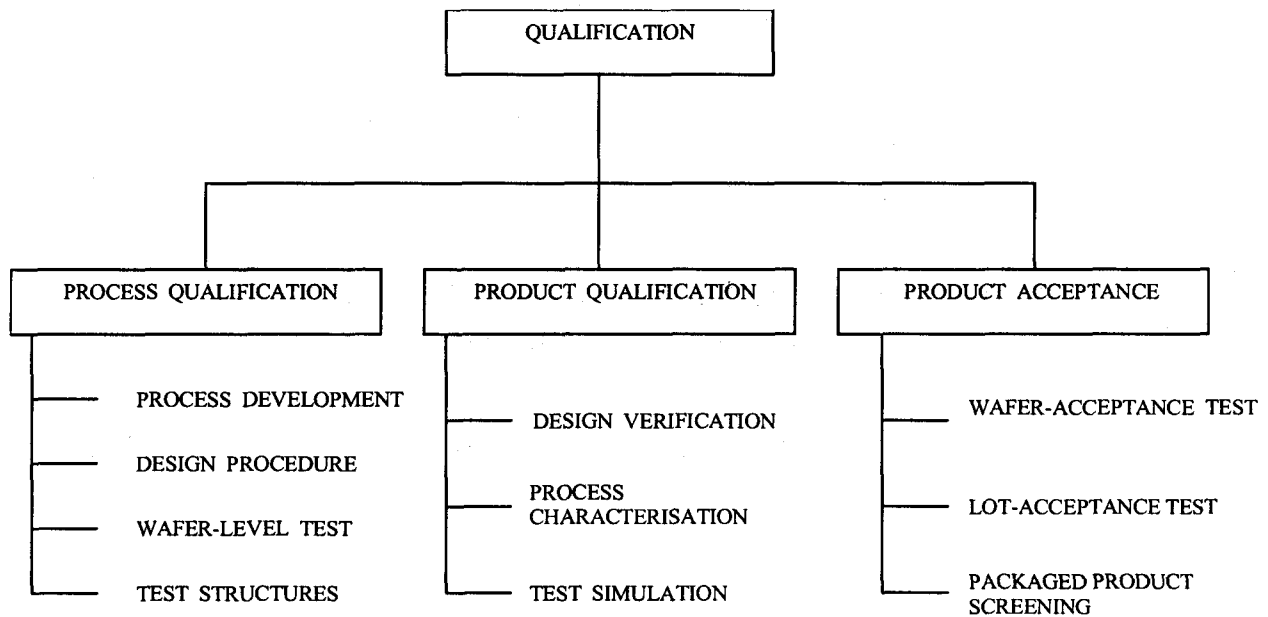 QUALIFICATION
PROCESS QUALIFICATION
PROCESS DEVELOPMENT
DESIGN PROCEDURE
WAFER-LEVEL TEST
TEST STRUCTURES
PRODUCT QUALIFICATION
DESIGN VERIFICATION
PROCESS
CHARACTERISATION
TEST SIMULATION
PRODUCT ACCEPTANCE
WAFER-ACCEPTANCE TEST
LOT-ACCEPTANCE TEST
PACKAGED PRODUCT
SCREENING